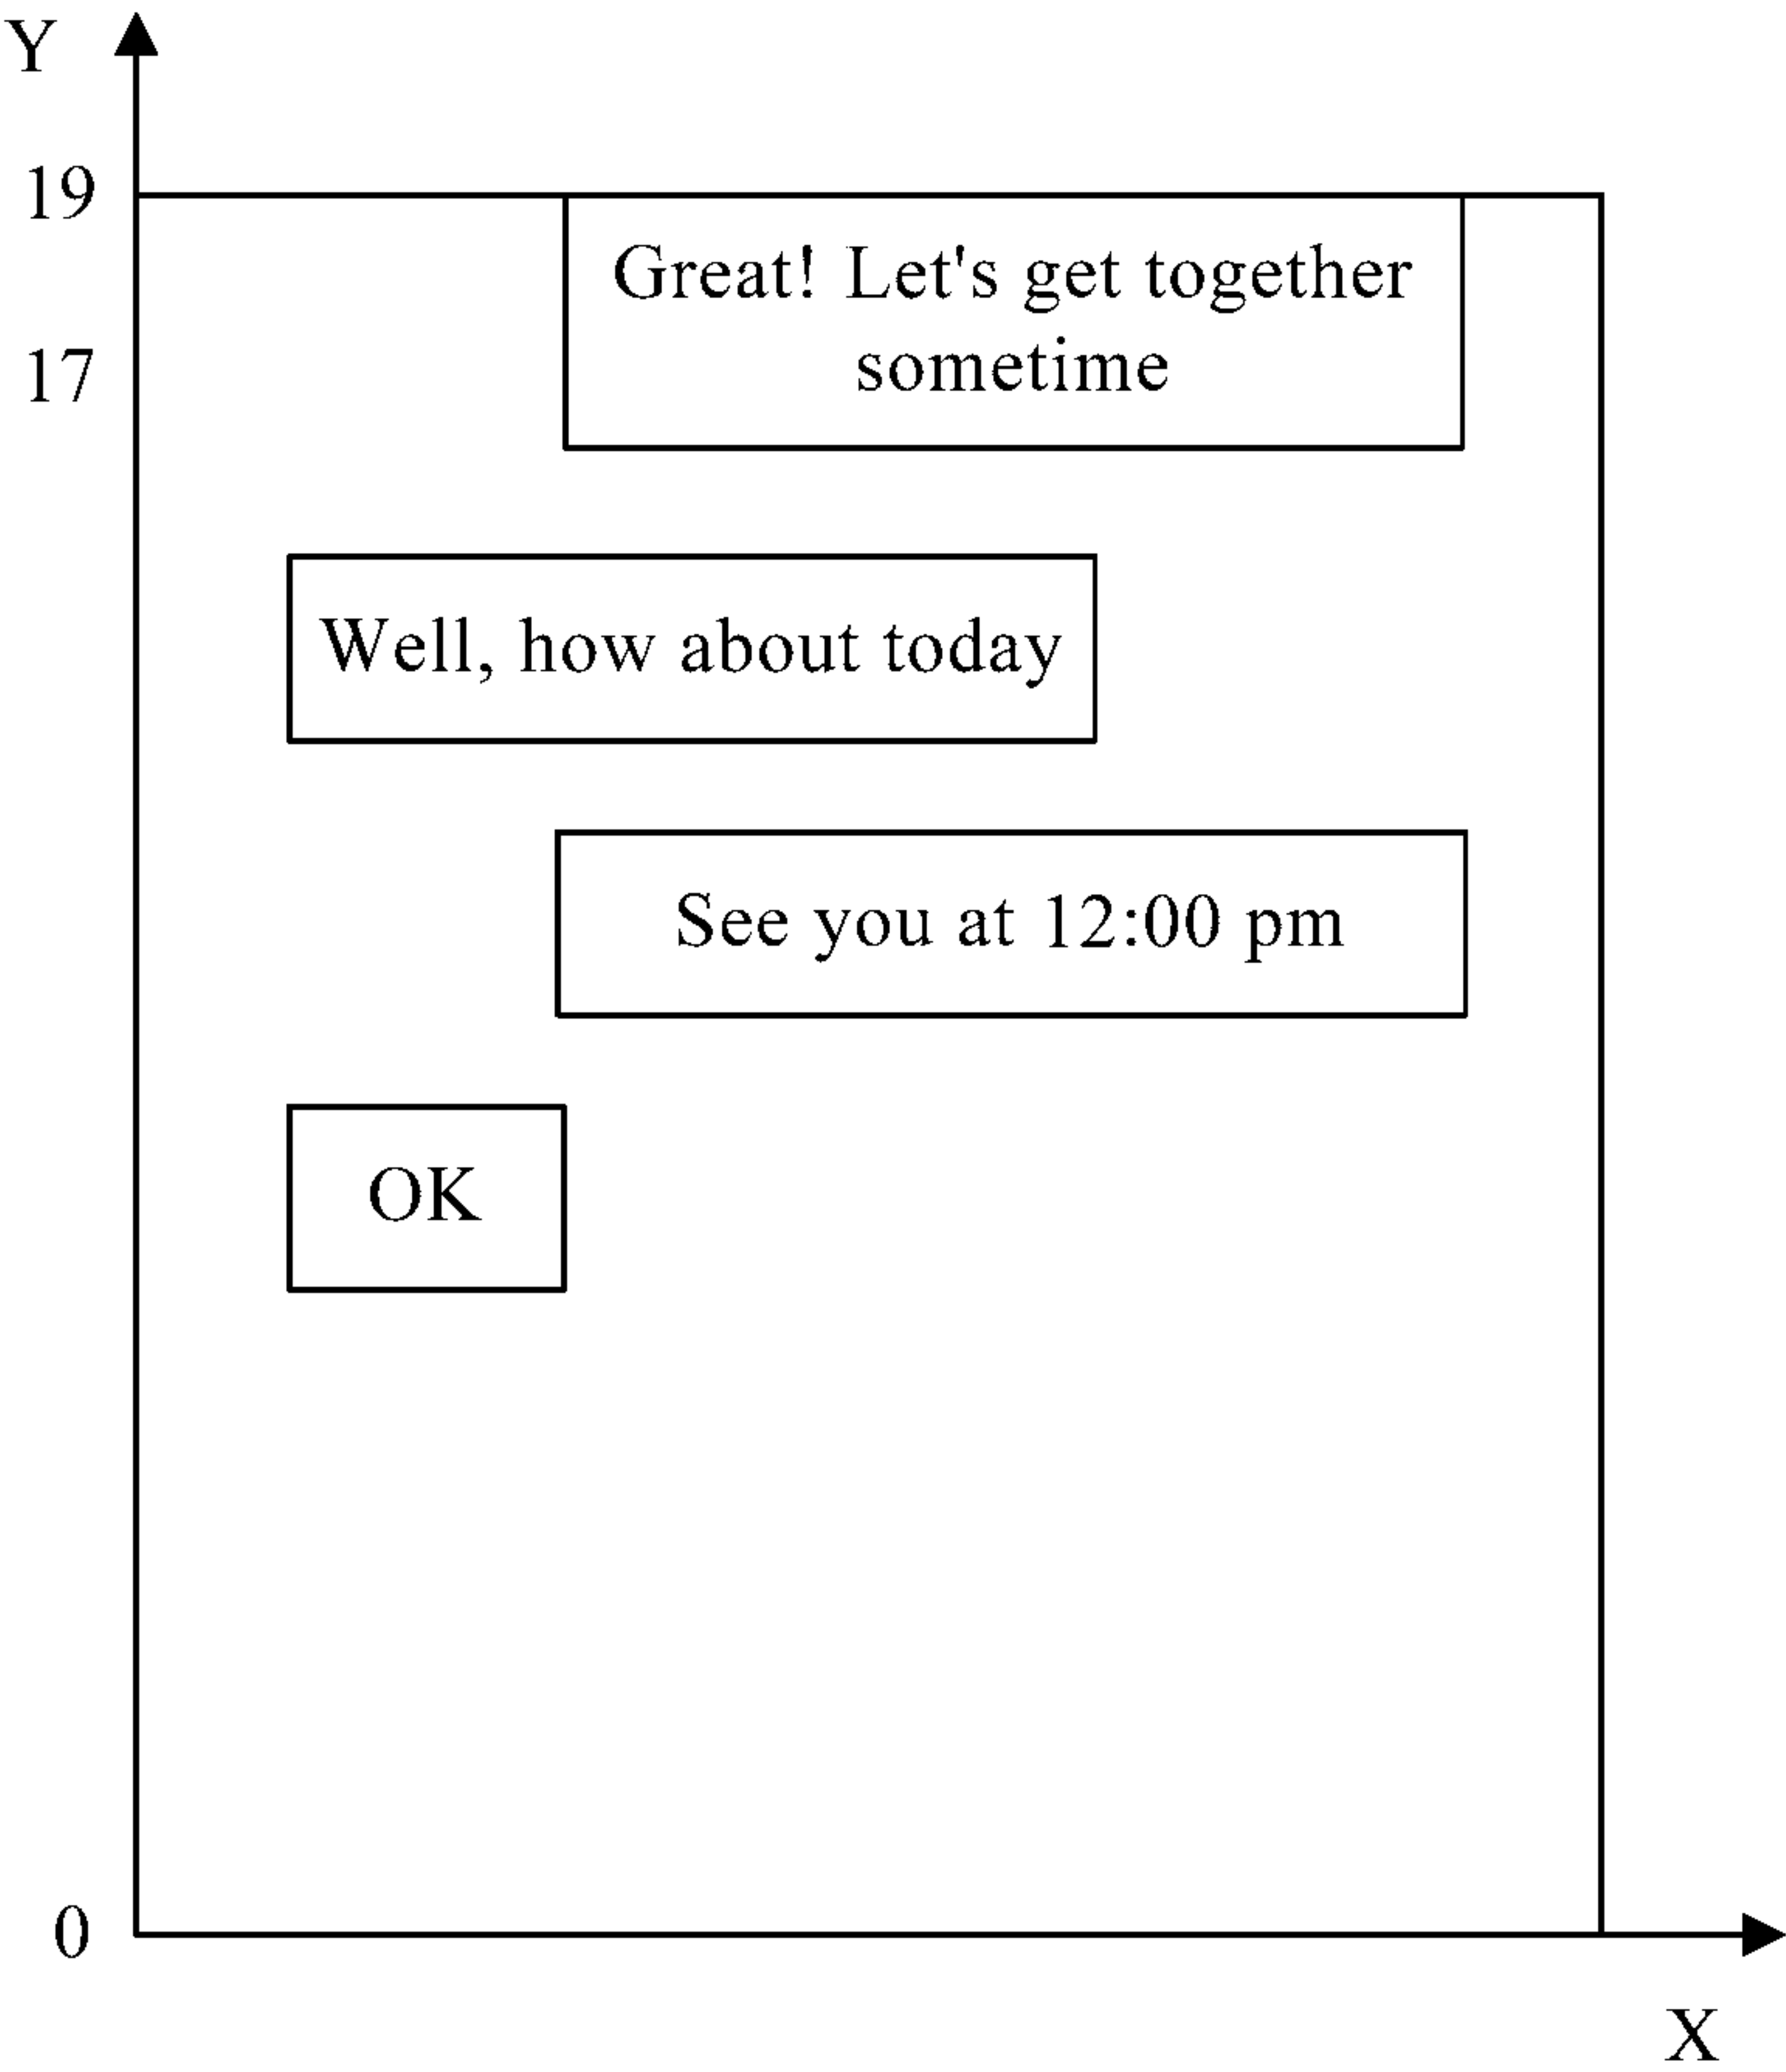 Y
19
Great! Let's get together
17
sometime
Well, how about today
See you at 12:00 pm
OK
0
X